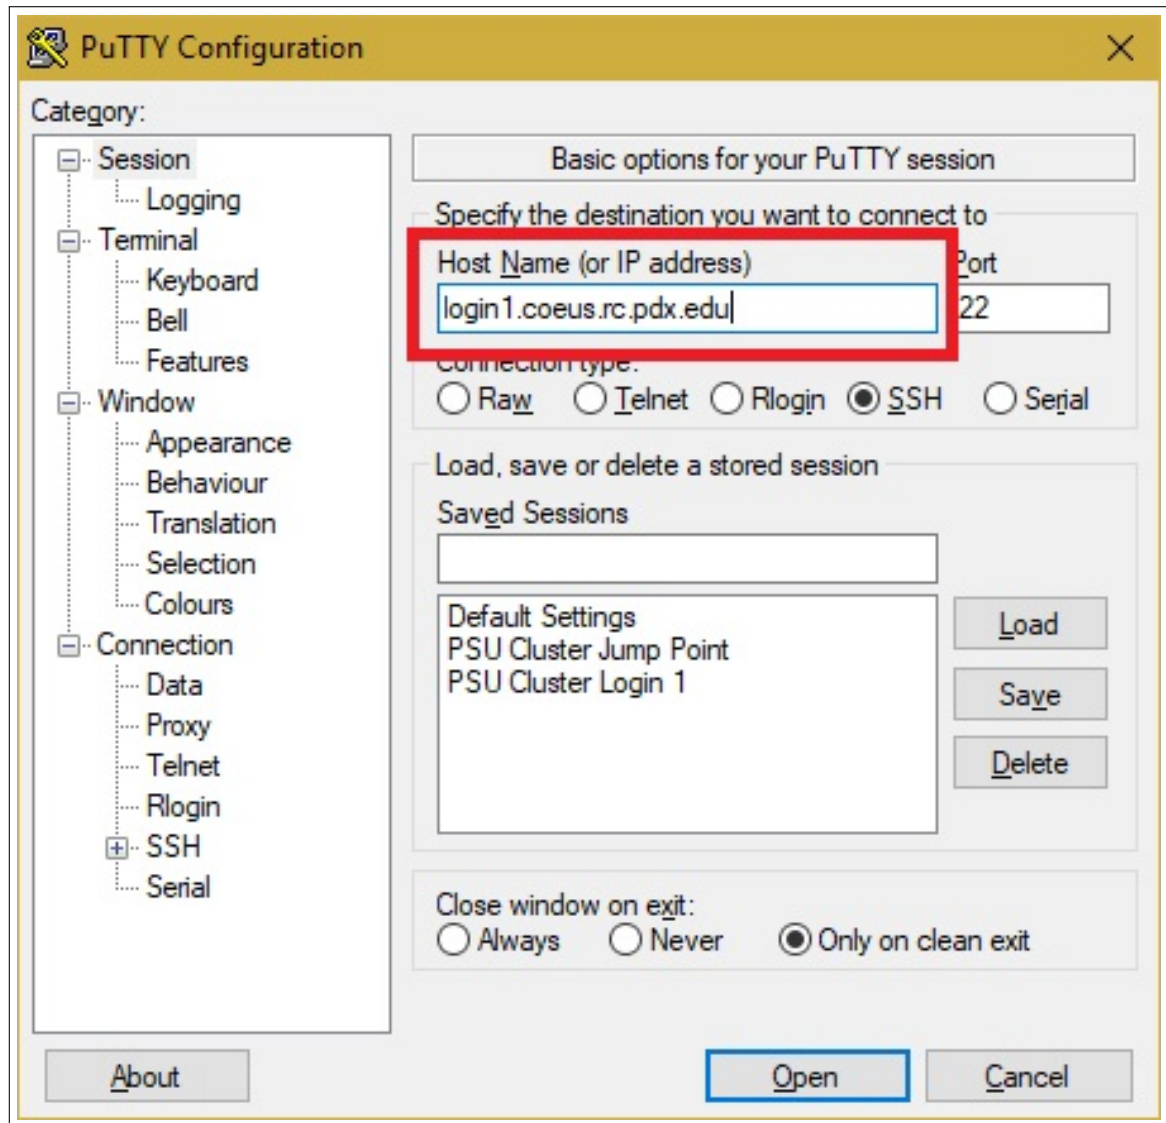 PuTTY Configuration
Category:
Session
Logging
Terminal
Keyboard
Bell
Features
Window
Appearance
Behaviour
Translation
Selection
Colours
Connection
Data
Proxy
Telnet
Rlogin
SSH
Serial
Basic options for your PuTTY session
Specify the destination you want to connect to
Host Name (or IP address) Port
login1.coeus.rc.pdx.edu 22
Connection type:
Raw Telnet Rlogin SSH Serial
Load, save or delete a stored session
Saved Sessions
Default Settings
PSU Cluster Jump Point
PSU Cluster Login 1
Load
Save
Delete
Close window on exit:
Always Never Only on clean exit
About Open Cancel